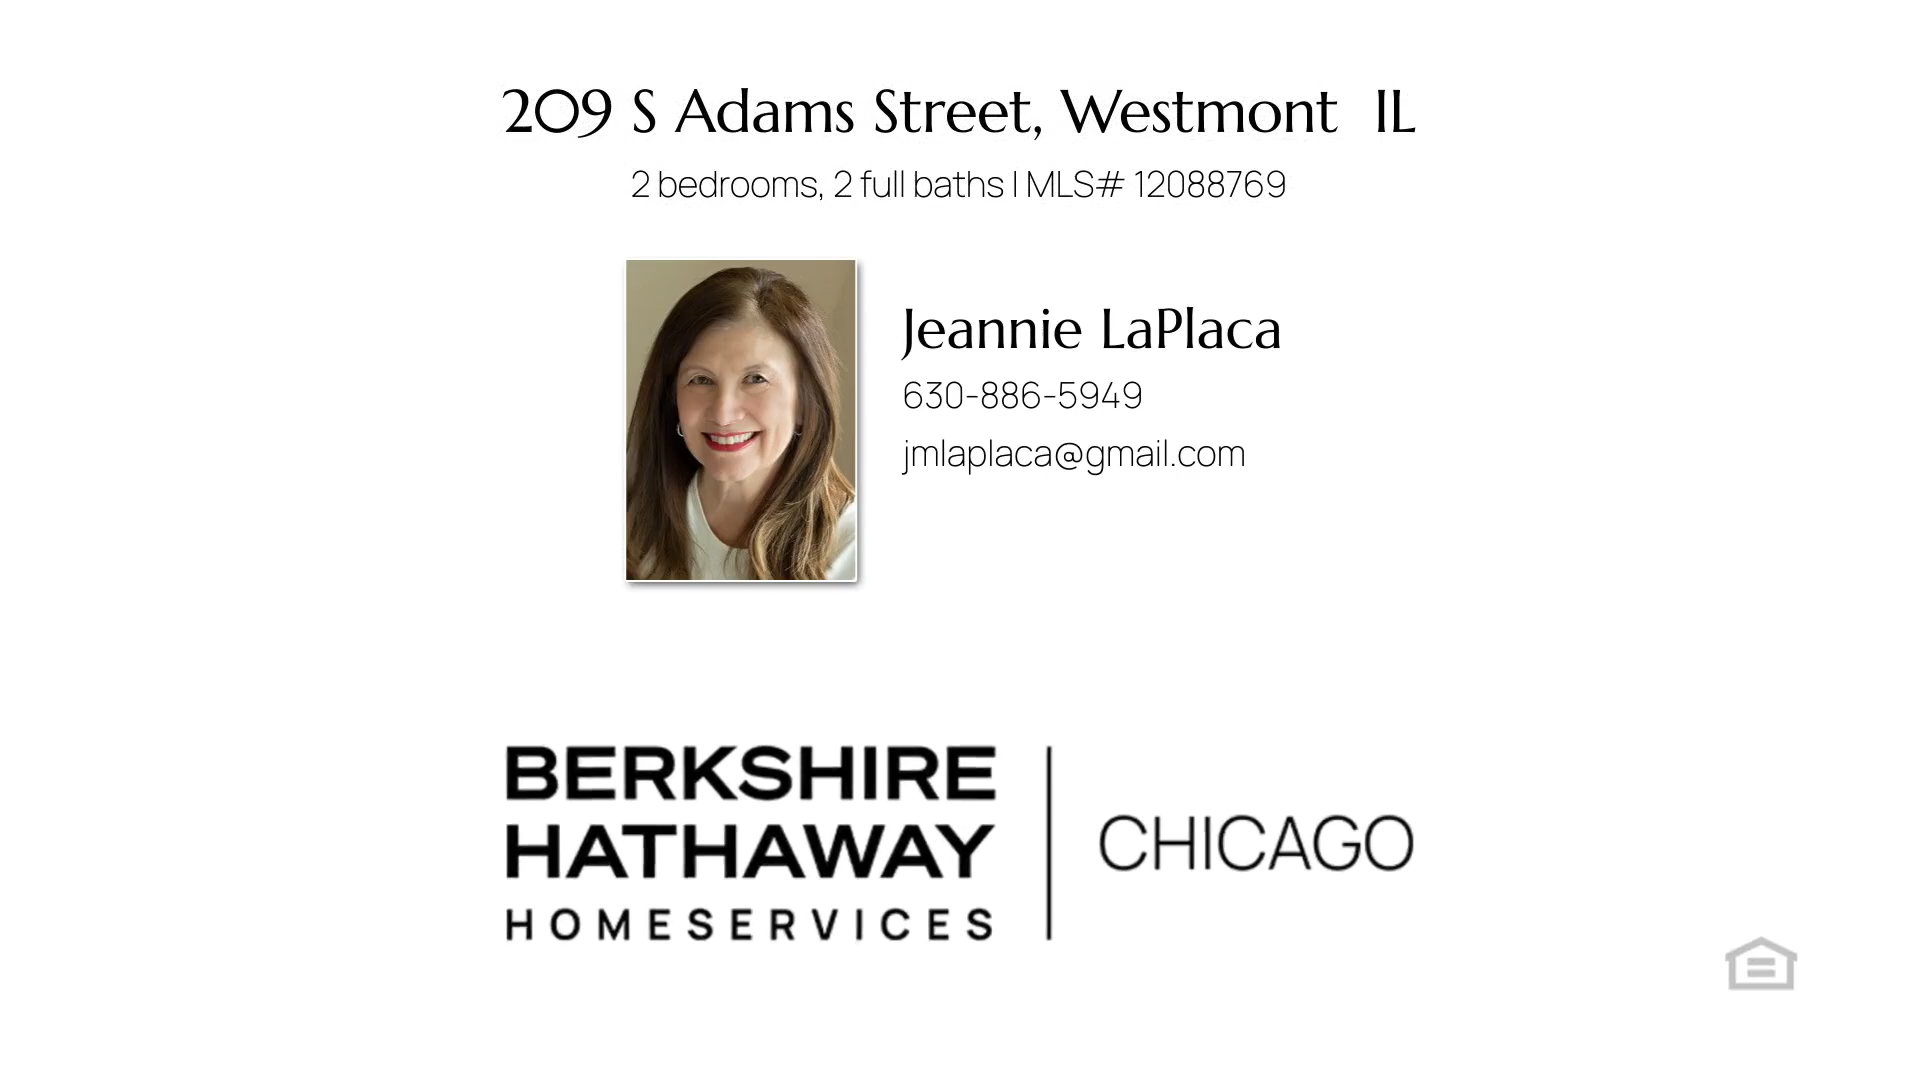 209 S Adams Street, Westmont  IL
2 bedrooms, 2 full baths | MLS# 12088769
Jeannie LaPlaca
630-886-5949
jmlaplaca@gmail.com
BERKSHIRE
HATHAWAY
HOMESERVICES
CHICAGO